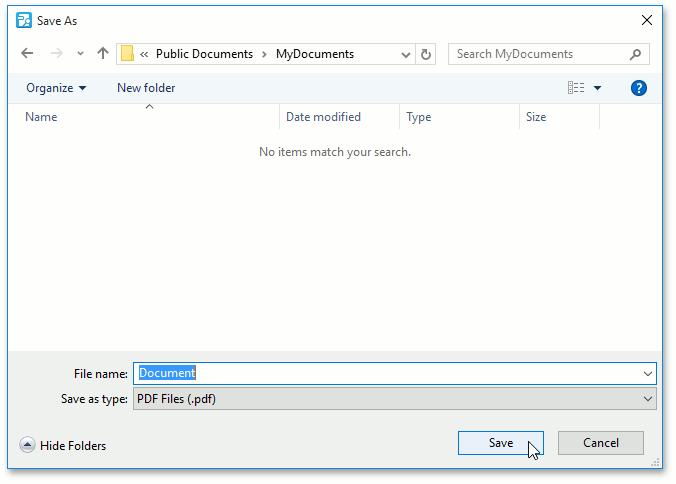 Save As
« Public Documents > MyDocuments
Search MyDocuments
Organize
New folder
?
Name
Date modified
Type
Size
No items match your search.
File name:
Document
Save as type:
PDF Files (.pdf)
Hide Folders
Save
Cancel